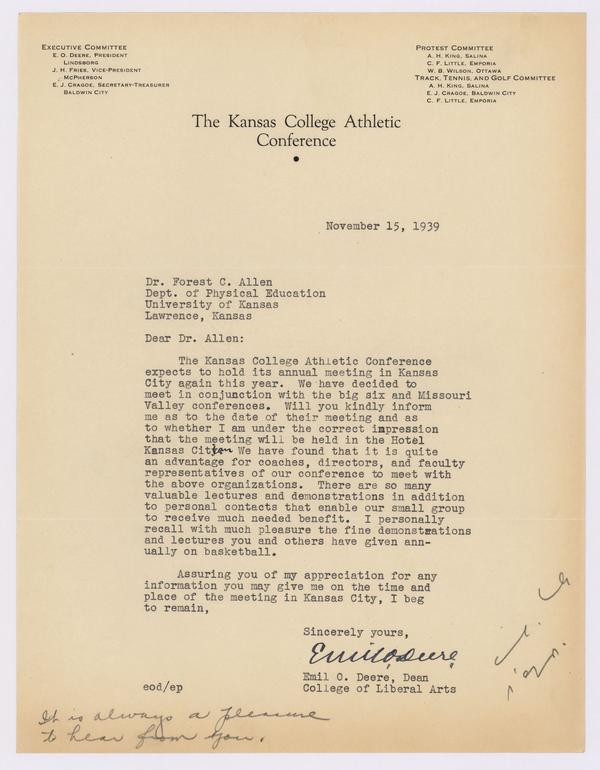 Executive Committee
E. O. Deere, President
Lindsborg
J. H. Fries, Vice-President
McPherson
E. J. Cragoe, Secretary-Treasurer
Baldwin City
Protest Committee
A. H. King, Salina
C. F. Little, Emporia
W. B. Wilson, Ottawa
Track, Tennis, and Golf Committee
A. H. King, Salina
E. J. Cragoe, Baldwin City
C. F. Little, Emporia
The Kansas College Athletic
Conference
November 15, 1939
Dr. Forest C. Allen
Dept. of Physical Education
University of Kansas
Lawrence, Kansas
Dear Dr. Allen:
The Kansas College Athletic Conference
expects to hold its annual meeting in Kansas
City again this year. We have decided to
meet in conjunction with the big six and Missouri
Valley conferences. Will you kindly inform
me as to the date of their meeting and as
to whether I am under the correct impression
that the meeting will be held in the Hotel
Kansas Citian We have found that it is quite
an advantage for coaches, directors, and faculty
representatives of our conference to meet with
the above organizations. There are so many
valuable lectures and demonstrations in addition
to personal contacts that enable our small group
to receive much needed benefit. I personally
recall with much pleasure the fine demonstrations
and lectures you and others have given ann-
ually on basketball.
Assuring you of my appreciation for any
information you may give me on the time and
place of the meeting in Kansas City, I beg
to remain,
Sincerely yours,
Emil O. Deere,
Emil O. Deere, Dean
College of Liberal Arts
eod/ep
It is always a pleasure
to hear from you.